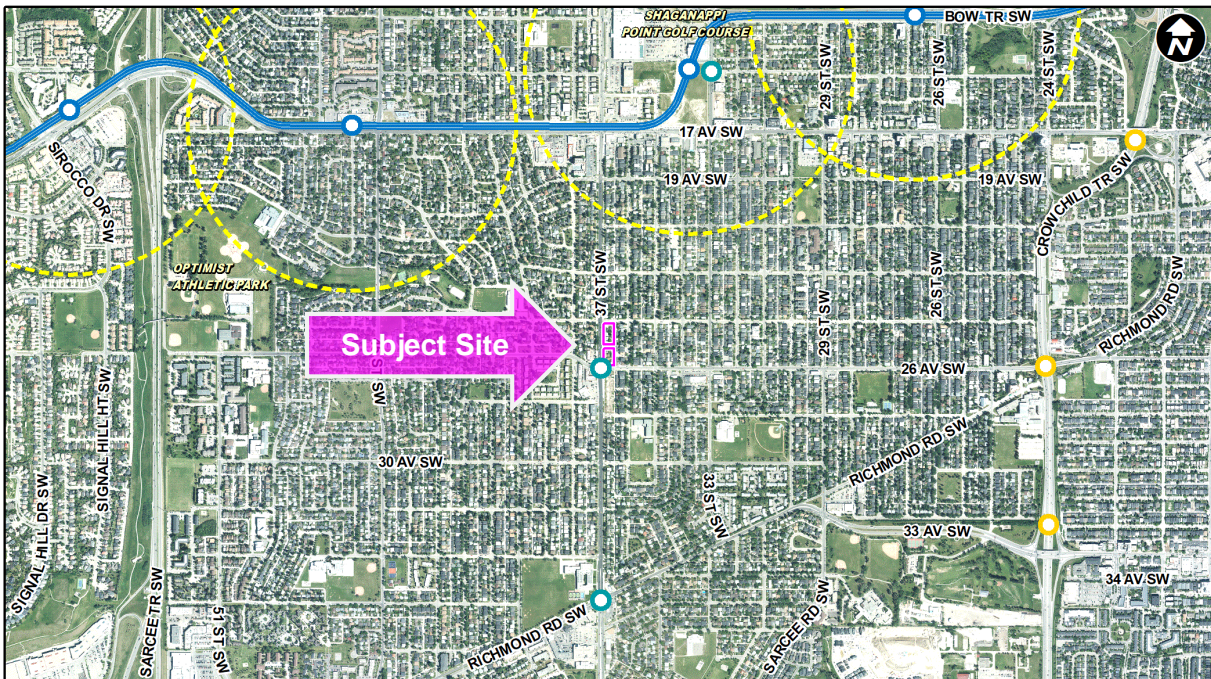 SHAGANAPPI
POINT GOLF COURSE
BOW TR SW
N
29 ST SW
26 ST SW
24 ST SW
17 AV SW
SIROCCO DR SW
19 AV SW
19 AV SW
CROWCHILD TR SW
OPTIMIST
ATHLETIC PARK
37 ST SW
26 ST SW
RICHMOND RD SW
Subject Site
29 ST SW
26 AV SW
ST SW
SIGNAL HILL HT SW
30 AV SW
RICHMOND RD SW
SIGNAL HILL DR SW
33 ST SW
33 AV SW
34 AV SW
SARCEE TR SW
51 ST SW
RICHMOND RD SW
SARCEE RD SW